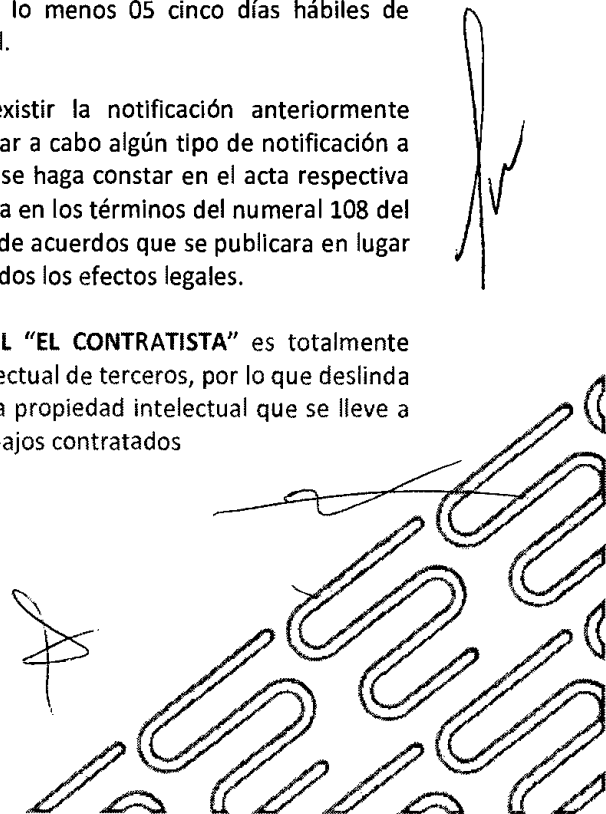 lo menos 05 cinco días hábiles de
existir la notificación anteriormente
ar a cabo algún tipo de notificación a
se haga constar en el acta respectiva
a en los términos del numeral 108 del
de acuerdos que se publicara en lugar
dos los efectos legales.
L "EL CONTRATISTA" es totalmente
ectual de terceros, por lo que deslinda
a propiedad intelectual que se lleve a
ajos contratados